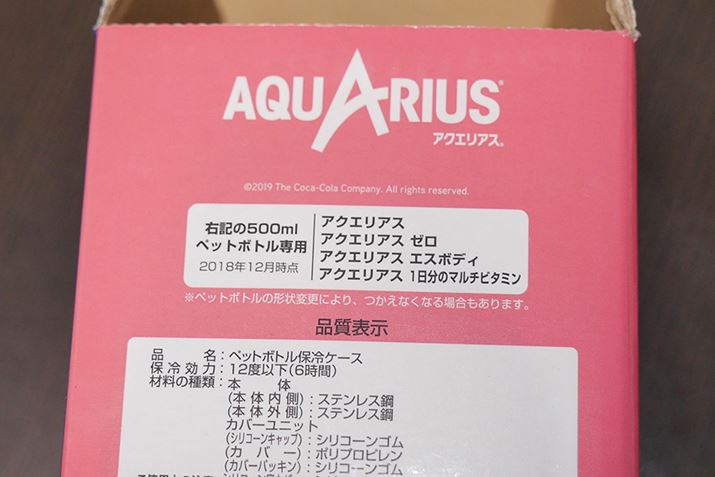 AQUARIUS®
アクエリアス®
©2019 The Coca-Cola Company. All rights reserved.
右記の500ml
ペットボトル専用
2018年12月時点
アクエリアス
アクエリアス ゼロ
アクエリアス エスボディ
アクエリアス 1日分のマルチビタミン
※ペットボトルの形状変更により、つかえなくなる場合もあります。
品質表示
品名:ペットボトル保冷ケース
保冷効力:12度以下(6時間)
材料の種類:本体
(本体内側):ステンレス鋼
(本体外側):ステンレス鋼
カバーユニット
(シリコーンキャップ):シリコーンゴム
(カバー):ポリプロピレン
(カバーパッキン):シリコーンゴム